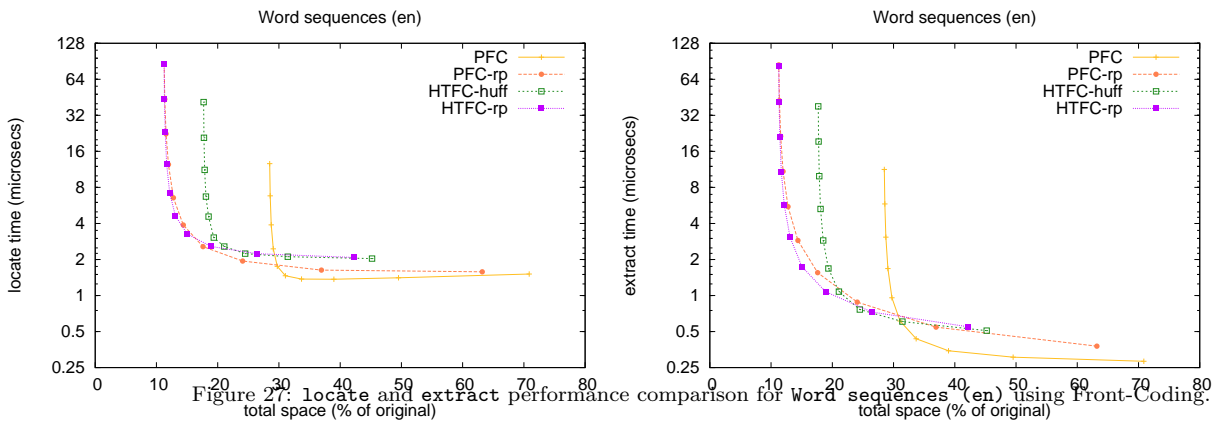 Word sequences (en)
128
64
32
16
8
4
2
1
0.5
0.25
locate time (microsecs)
PFC
PFC-rp
HTFC-huff
HTFC-rp
0 10 20 30 40 50 60 70 80
total space (% of original)
Word sequences (en)
128
64
32
16
8
4
2
1
0.5
0.25
extract time (microsecs)
PFC
PFC-rp
HTFC-huff
HTFC-rp
0 10 20 30 40 50 60 70 80
total space (% of original)
Figure 27: locate and extract performance comparison for Word sequences (en) using Front-Coding.